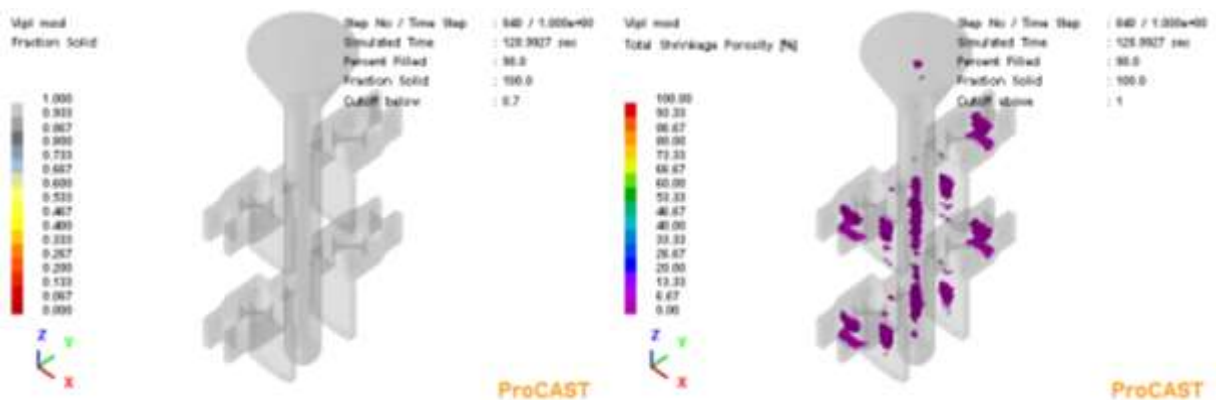 Vigil mod
Fraction Solid
Step No / Time Step : 840 / 1.000e+00
Simulated Time : 128.9927 sec
Percent Filled : 98.0
Fraction Solid : 100.0
Cutoff below : 0.7
1.000
0.933
0.867
0.800
0.733
0.667
0.600
0.533
0.467
0.400
0.333
0.267
0.200
0.133
0.067
0.000
Z
Y
X
ProCAST
Vigil mod
Total Shrinkage Porosity [%]
Step No / Time Step : 840 / 1.000e+00
Simulated Time : 128.9927 sec
Percent Filled : 98.0
Fraction Solid : 100.0
Cutoff above : 1
100.00
93.33
86.67
80.00
73.33
66.67
60.00
53.33
46.67
40.00
33.33
26.67
20.00
13.33
6.67
0.00
Z
Y
X
ProCAST